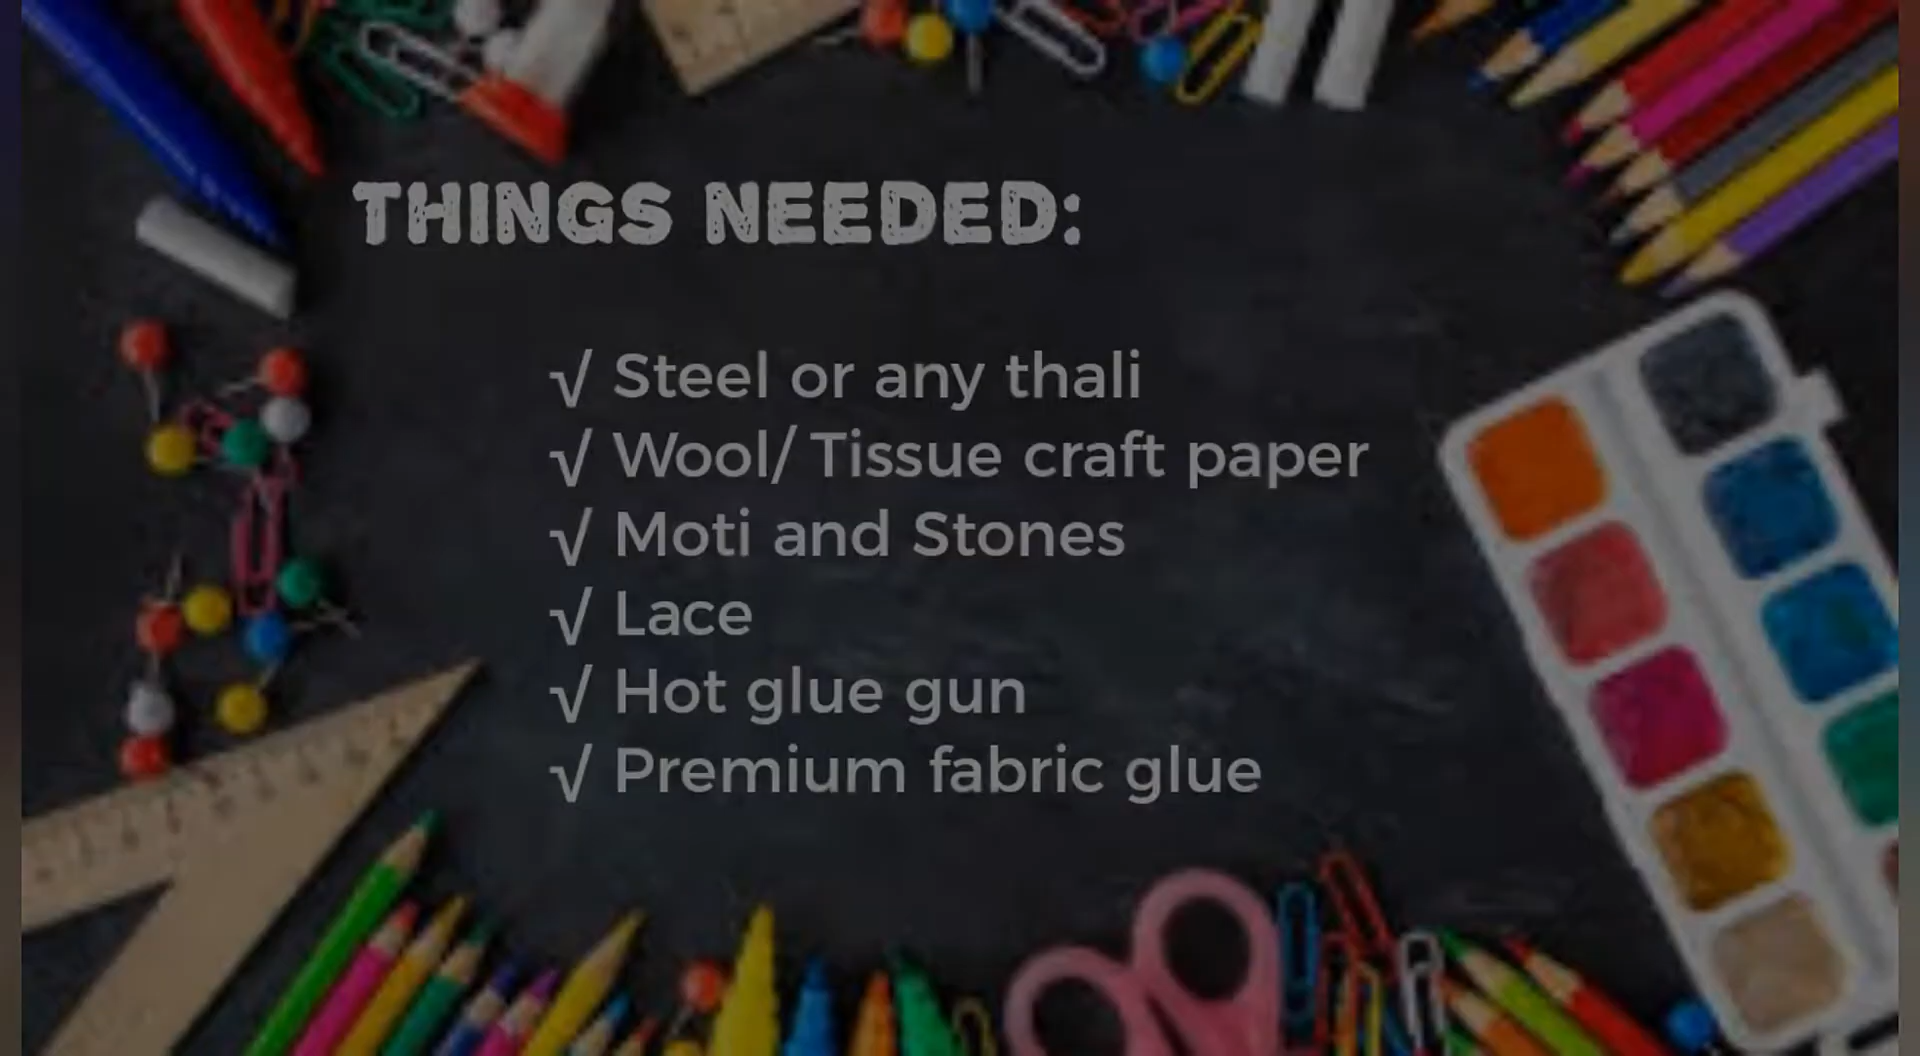 THINGS NEEDED:
√ Steel or any thali
√ Wool/ Tissue craft paper
√ Moti and Stones
√ Lace
√ Hot glue gun
√ Premium fabric glue